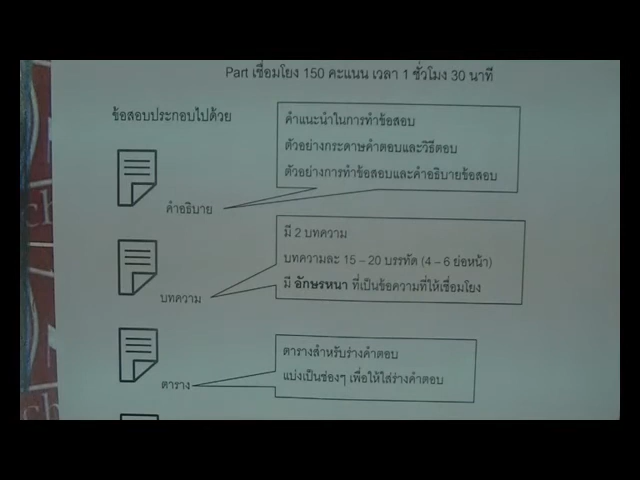 Part เชื่อมโยง 150 คะแนน เวลา 1 ชั่วโมง 30 นาที
ข้อสอบประกอบไปด้วย
คำแนะนำในการทำข้อสอบ
ตัวอย่างกระดาษคำตอบและวิธีตอบ
ตัวอย่างการทำข้อสอบและคำอธิบายข้อสอบ
คำอธิบาย
มี 2 บทความ
บทความละ 15 – 20 บรรทัด (4 – 6 ย่อหน้า)
มี อักษรหนา ที่เป็นข้อความที่ให้เชื่อมโยง
บทความ
ตารางสำหรับร่างคำตอบ
แบ่งเป็นช่องๆ เพื่อให้ใส่ร่างคำตอบ
ตาราง
ch
ch